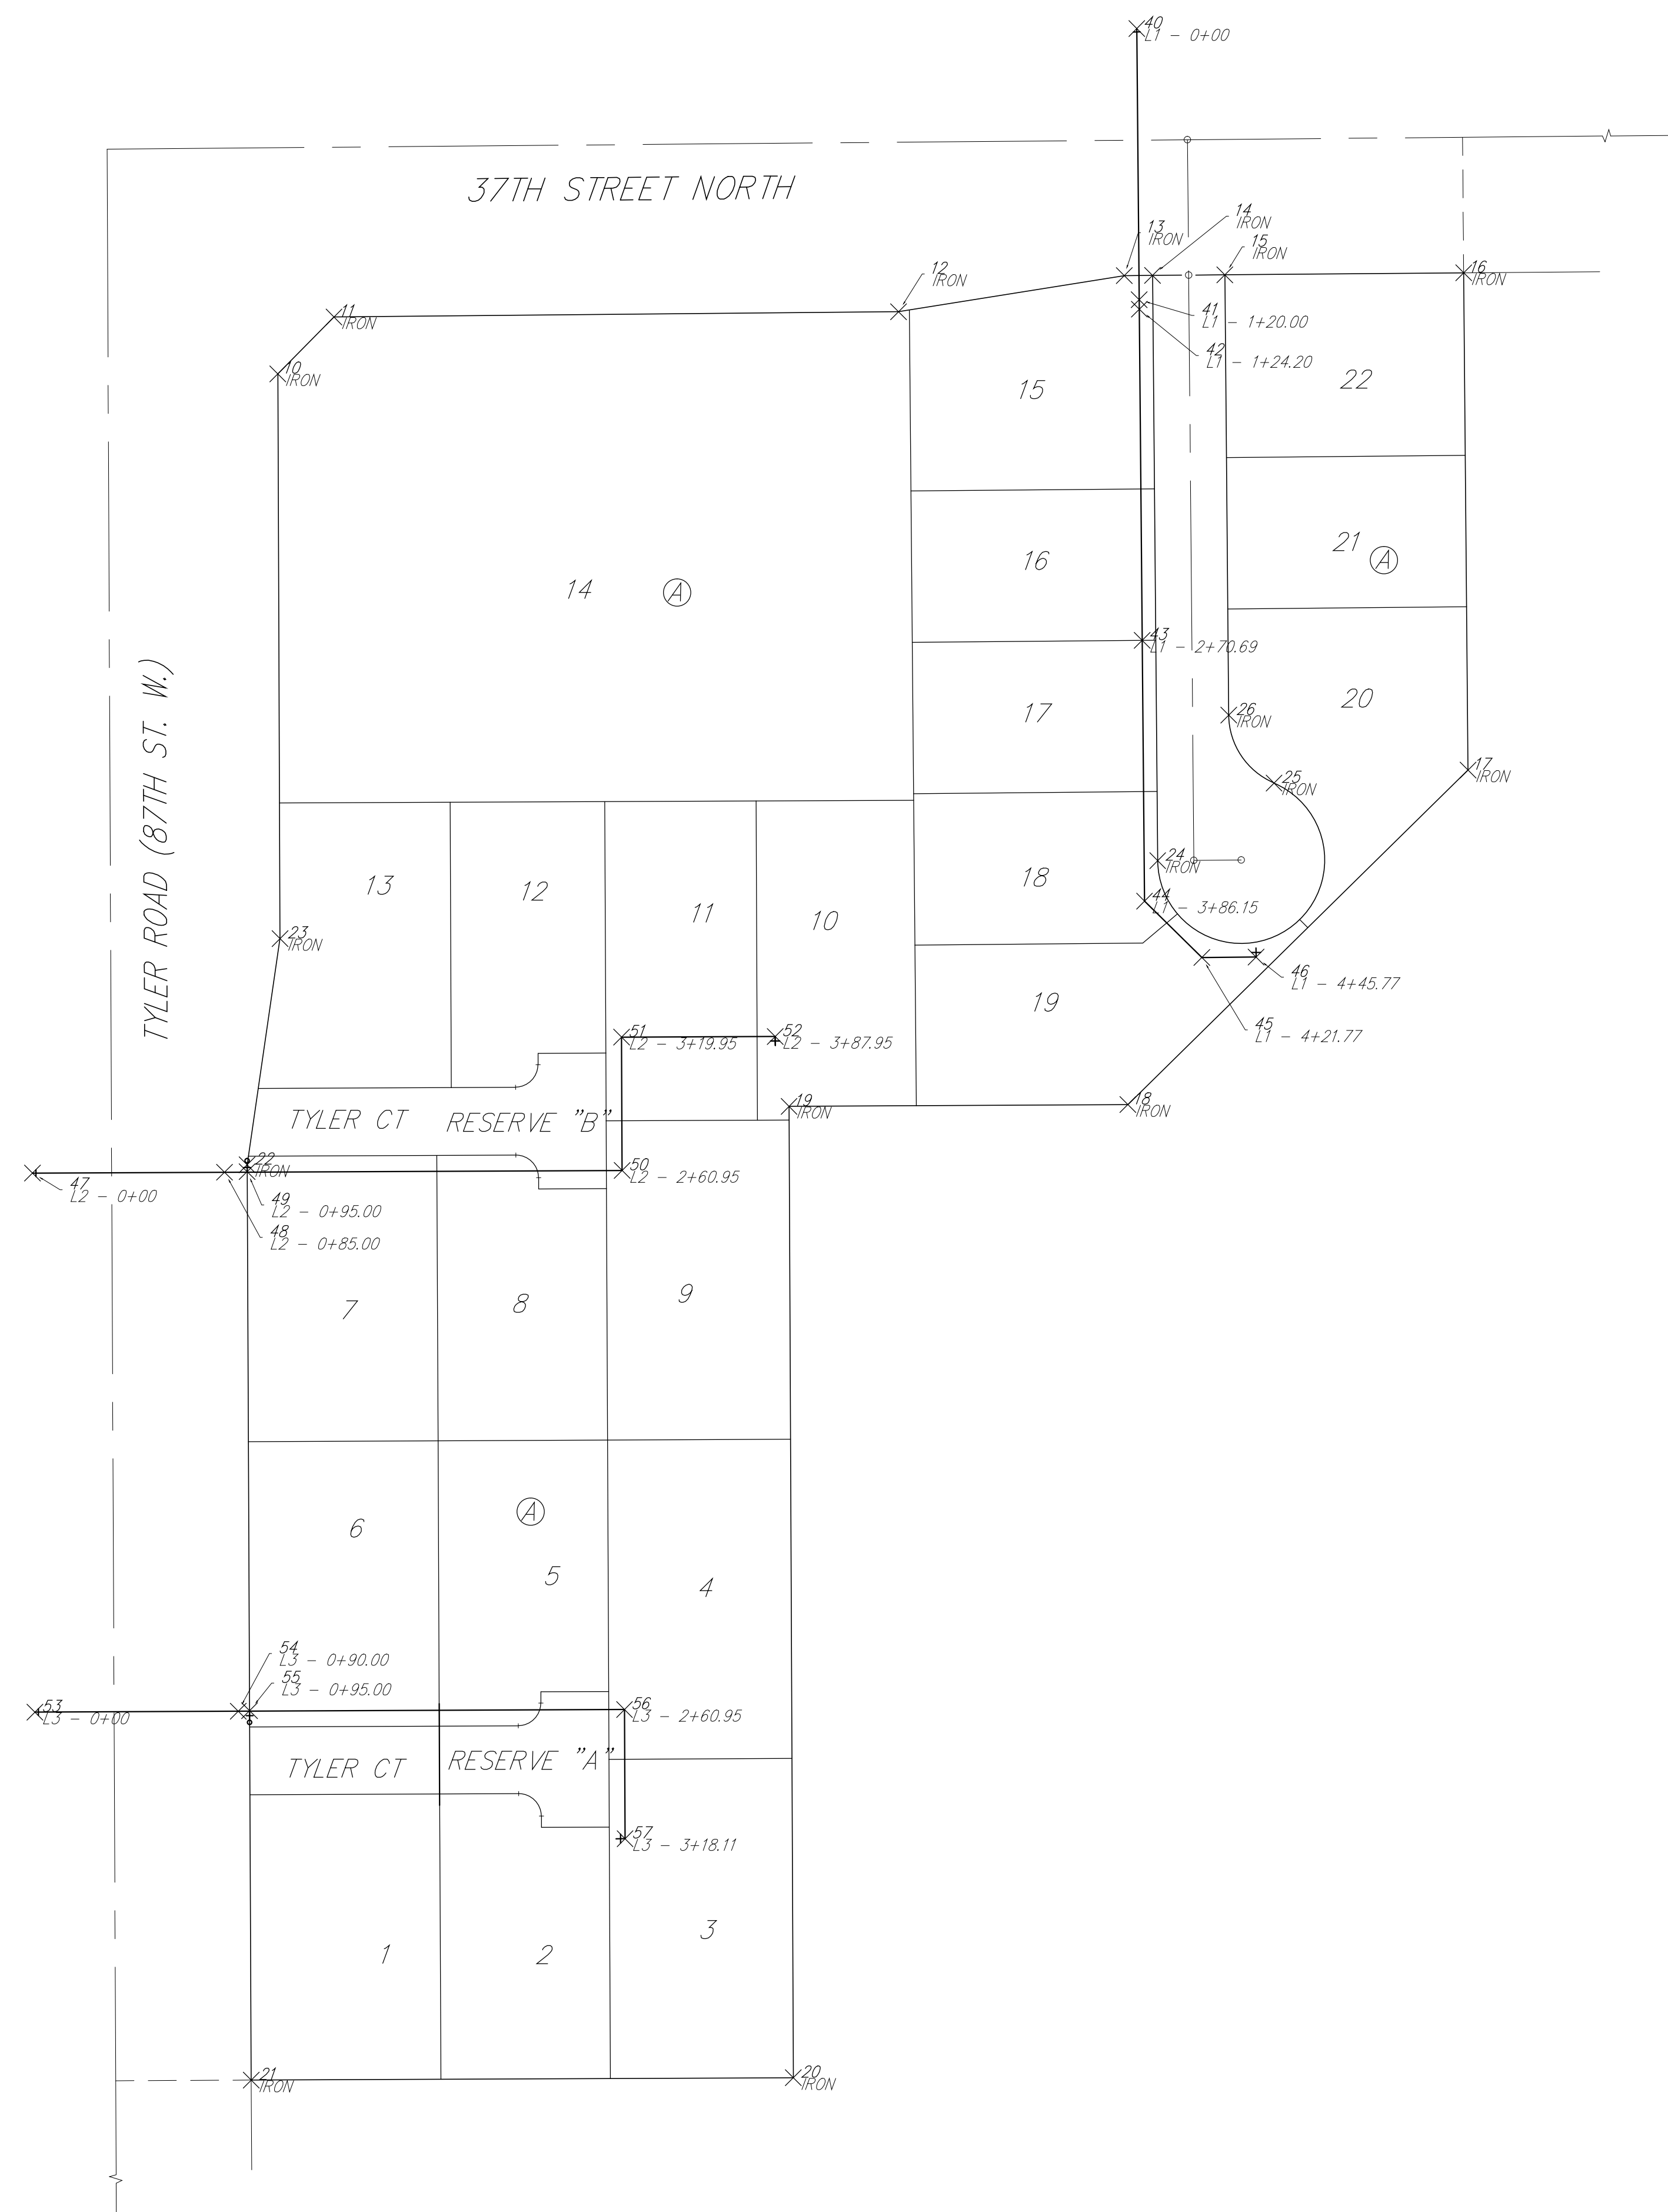 40
L1 - 0+00
37TH STREET NORTH
14
IRON
13
IRON
15
IRON
12
IRON
16
IRON
11
IRON
41
L1 - 1+20.00
42
L1 - 1+24.20
10
IRON
15
22
16
21
A
14
A
43
L1 - 2+70.69
TYLER ROAD (87TH ST. W.)
17
20
26
IRON
17
IRON
25
IRON
24
IRON
13
12
11
10
18
44
L1 - 3+86.15
23
IRON
46
L1 - 4+45.77
19
45
L1 - 4+21.77
51
L2 - 3+19.95
52
L2 - 3+87.95
19
IRON
18
IRON
TYLER CT
RESERVE "B"
22
IRON
50
L2 - 2+60.95
47
L2 - 0+00
49
L2 - 0+95.00
48
L2 - 0+85.00
7
8
9
A
6
5
4
54
L3 - 0+90.00
55
L3 - 0+95.00
53
L3 - 0+00
56
L3 - 2+60.95
TYLER CT
RESERVE "A"
57
L3 - 3+18.11
1
2
3
21
IRON
20
IRON